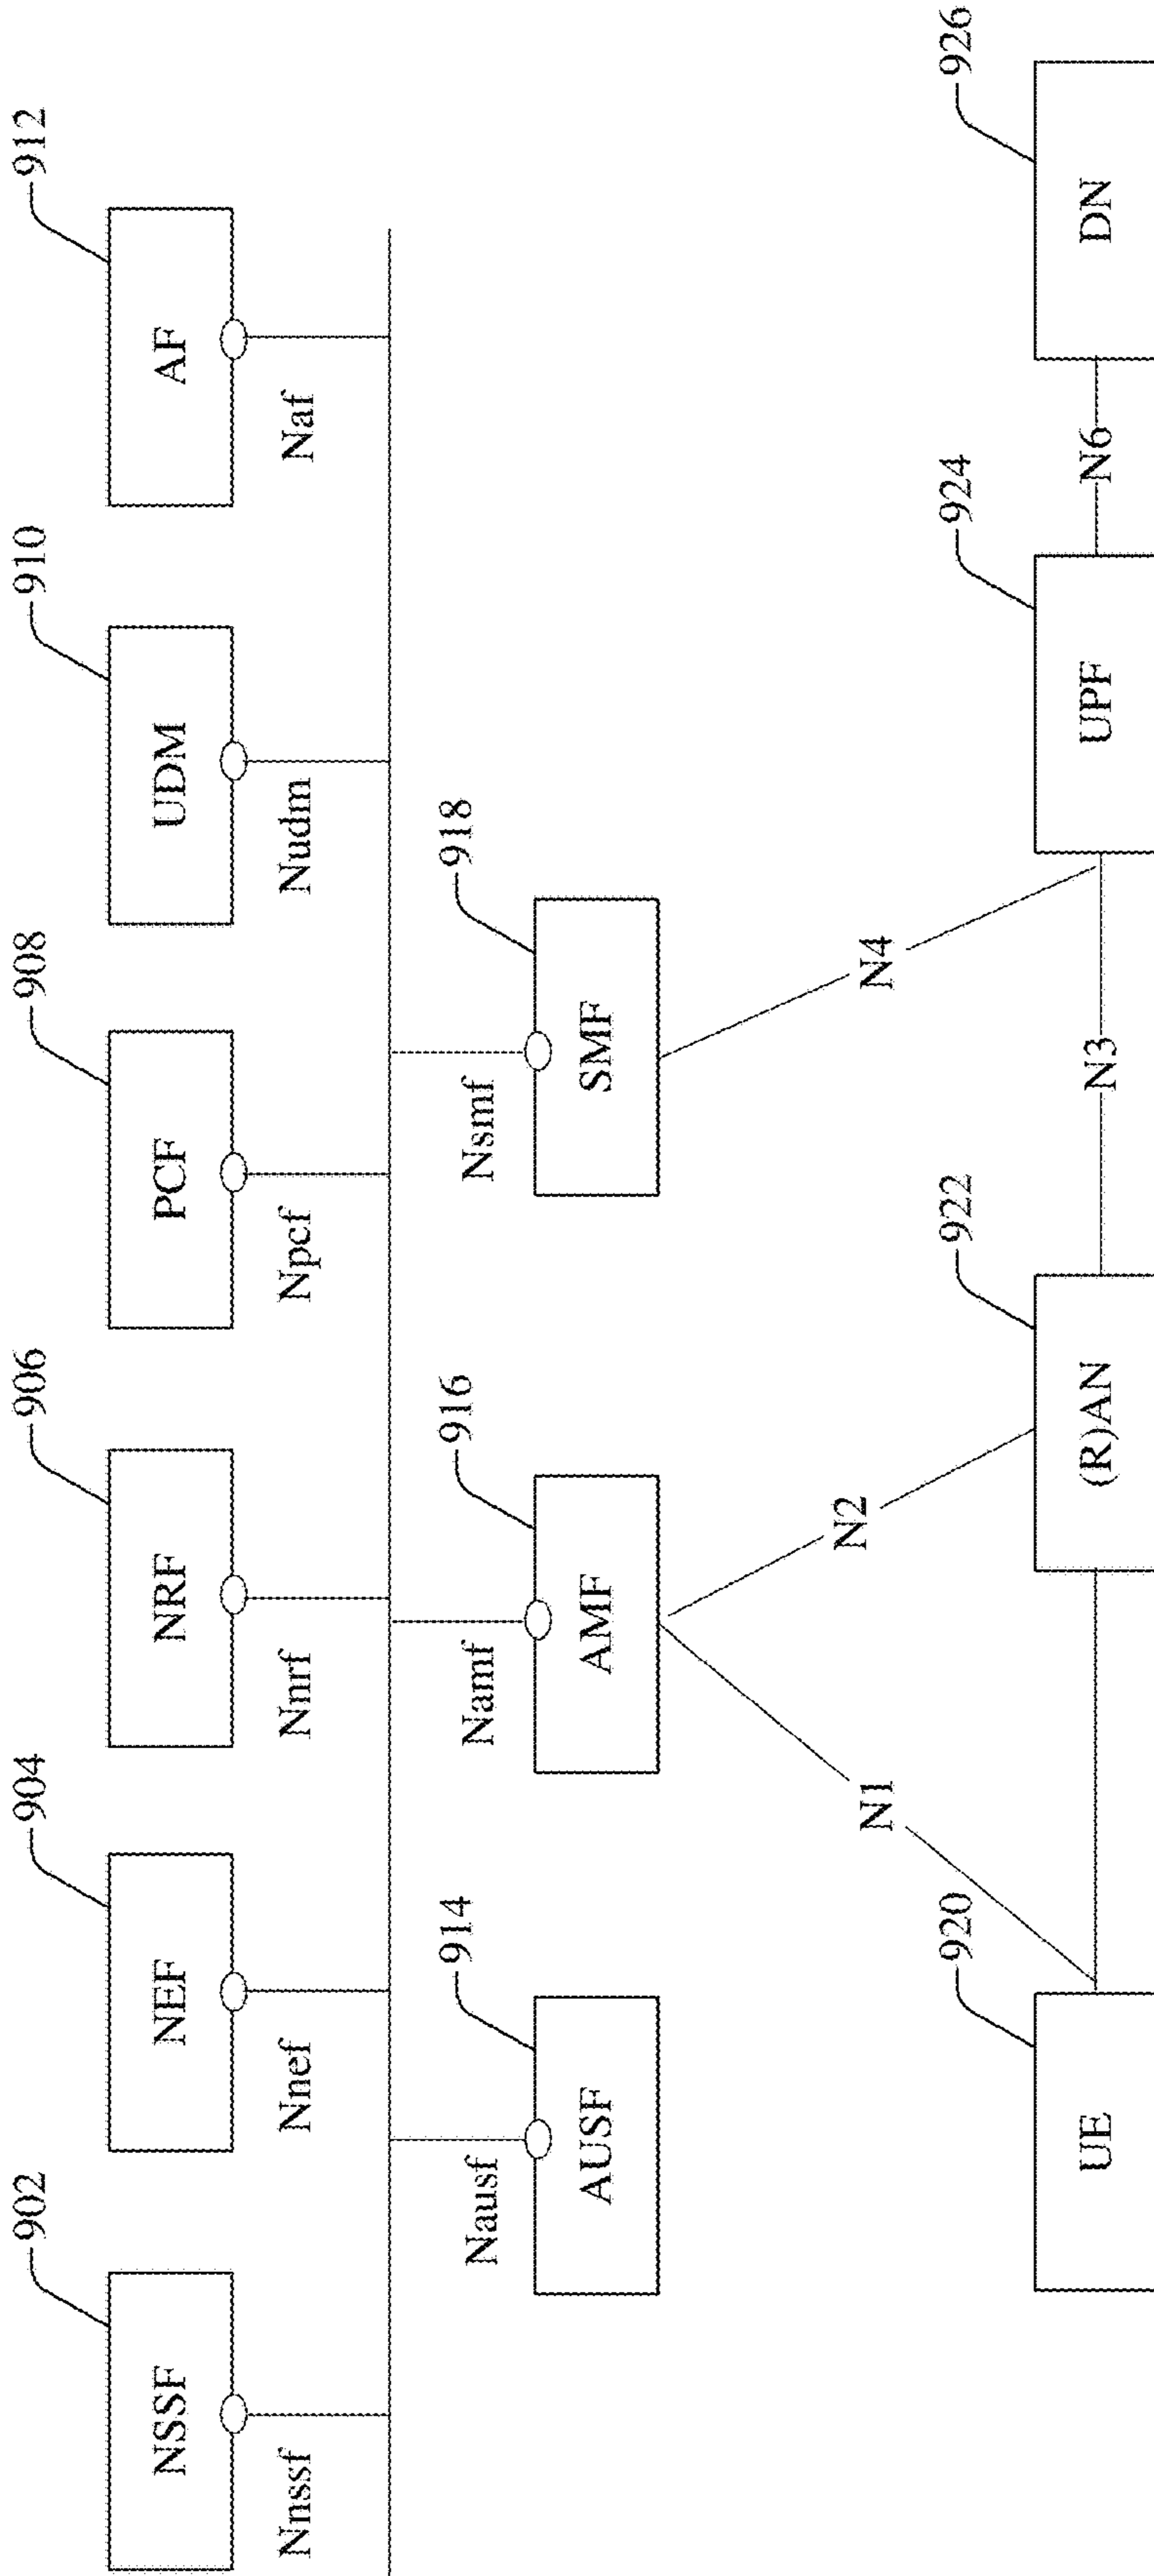 902 904 906 908 910 912
NSSF NEF NRF PCF UDM AF
Nnssf Nnef Nnrf Npcf Nudm Naf
Nausf Namf Nsmf
914 916 918
AUSF AMF SMF
N1 N2 N4
920 922 924 926
UE (R)AN N3 UPF N6 DN